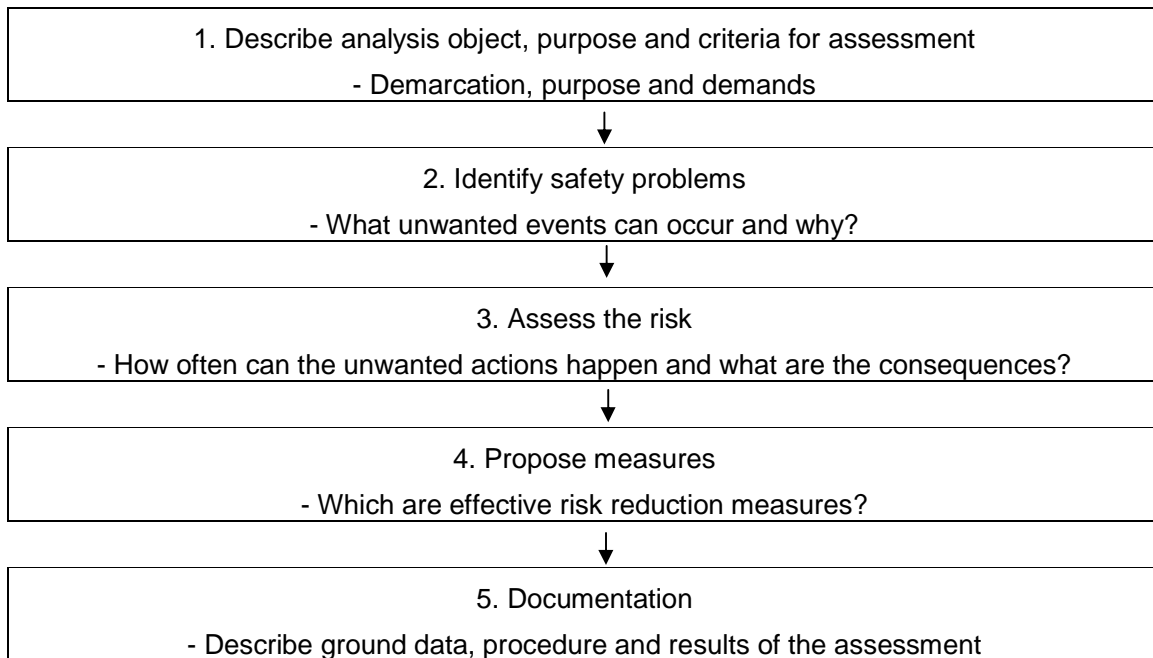 1. Describe analysis object, purpose and criteria for assessment
- Demarcation, purpose and demands
2. Identify safety problems
- What unwanted events can occur and why?
3. Assess the risk
- How often can the unwanted actions happen and what are the consequences?
4. Propose measures
- Which are effective risk reduction measures?
5. Documentation
- Describe ground data, procedure and results of the assessment